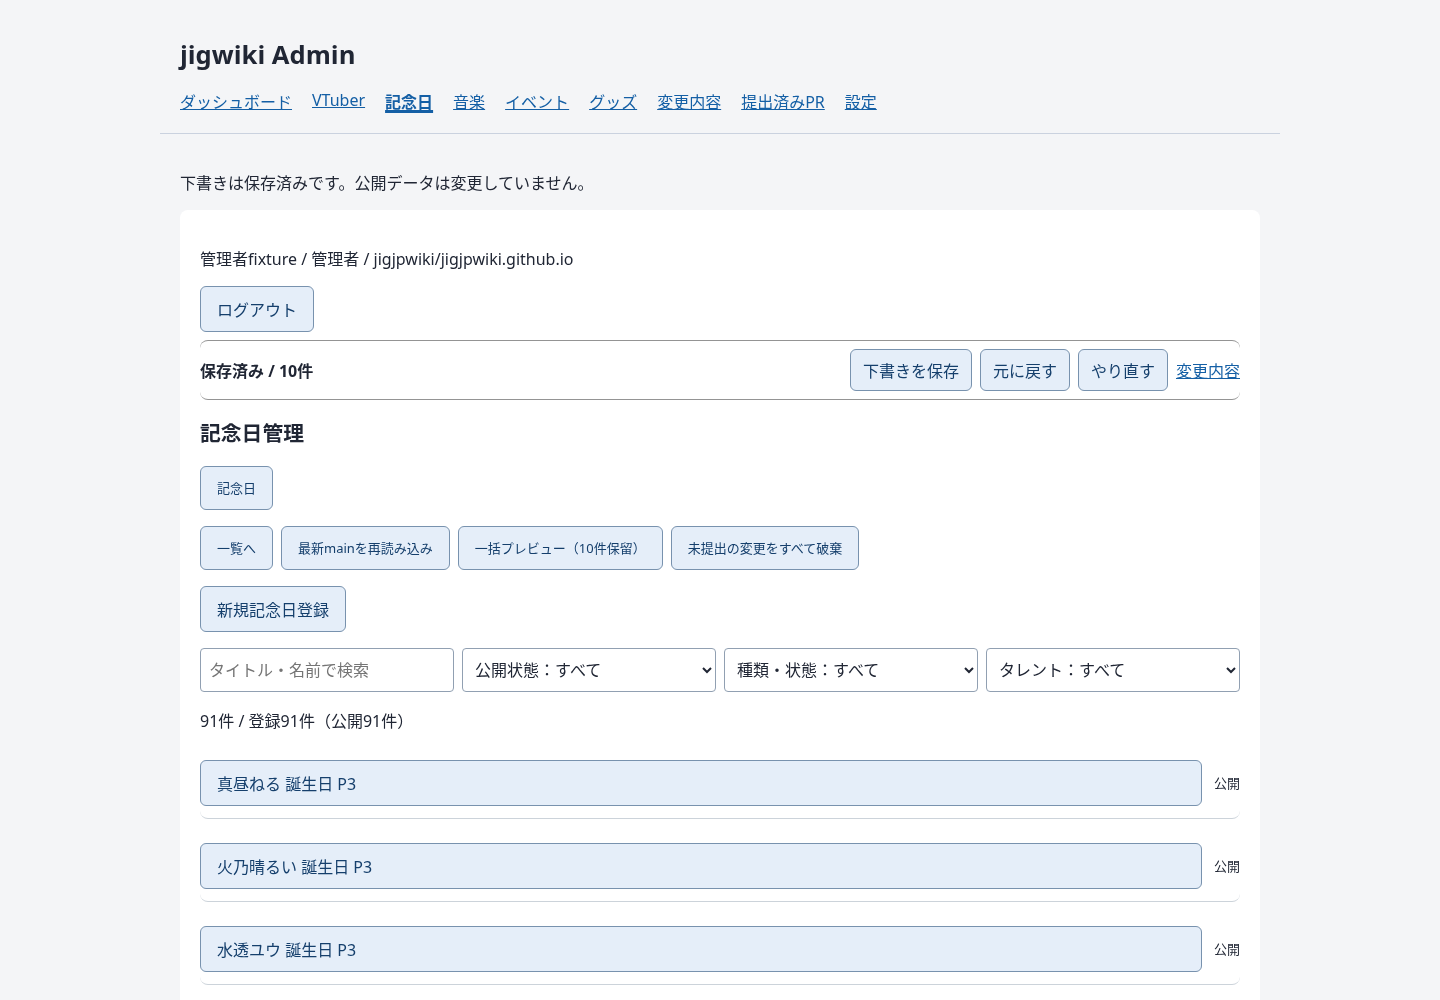 jigwiki Admin
ダッシュボード VTuber 記念日 音楽 イベント グッズ 変更内容 提出済みPR 設定
下書きは保存済みです。公開データは変更していません。
管理者fixture / 管理者 / jigjpwiki/jigjpwiki.github.io
ログアウト
保存済み / 10件 下書きを保存 元に戻す やり直す 変更内容
記念日管理
記念日
一覧へ 最新mainを再読み込み 一括プレビュー（10件保留） 未提出の変更をすべて破棄
新規記念日登録
タイトル・名前で検索 公開状態：すべて 種類・状態：すべて タレント：すべて
91件 / 登録91件（公開91件）
真昼ねる 誕生日 P3 公開
火乃晴るい 誕生日 P3 公開
水透ユウ 誕生日 P3 公開